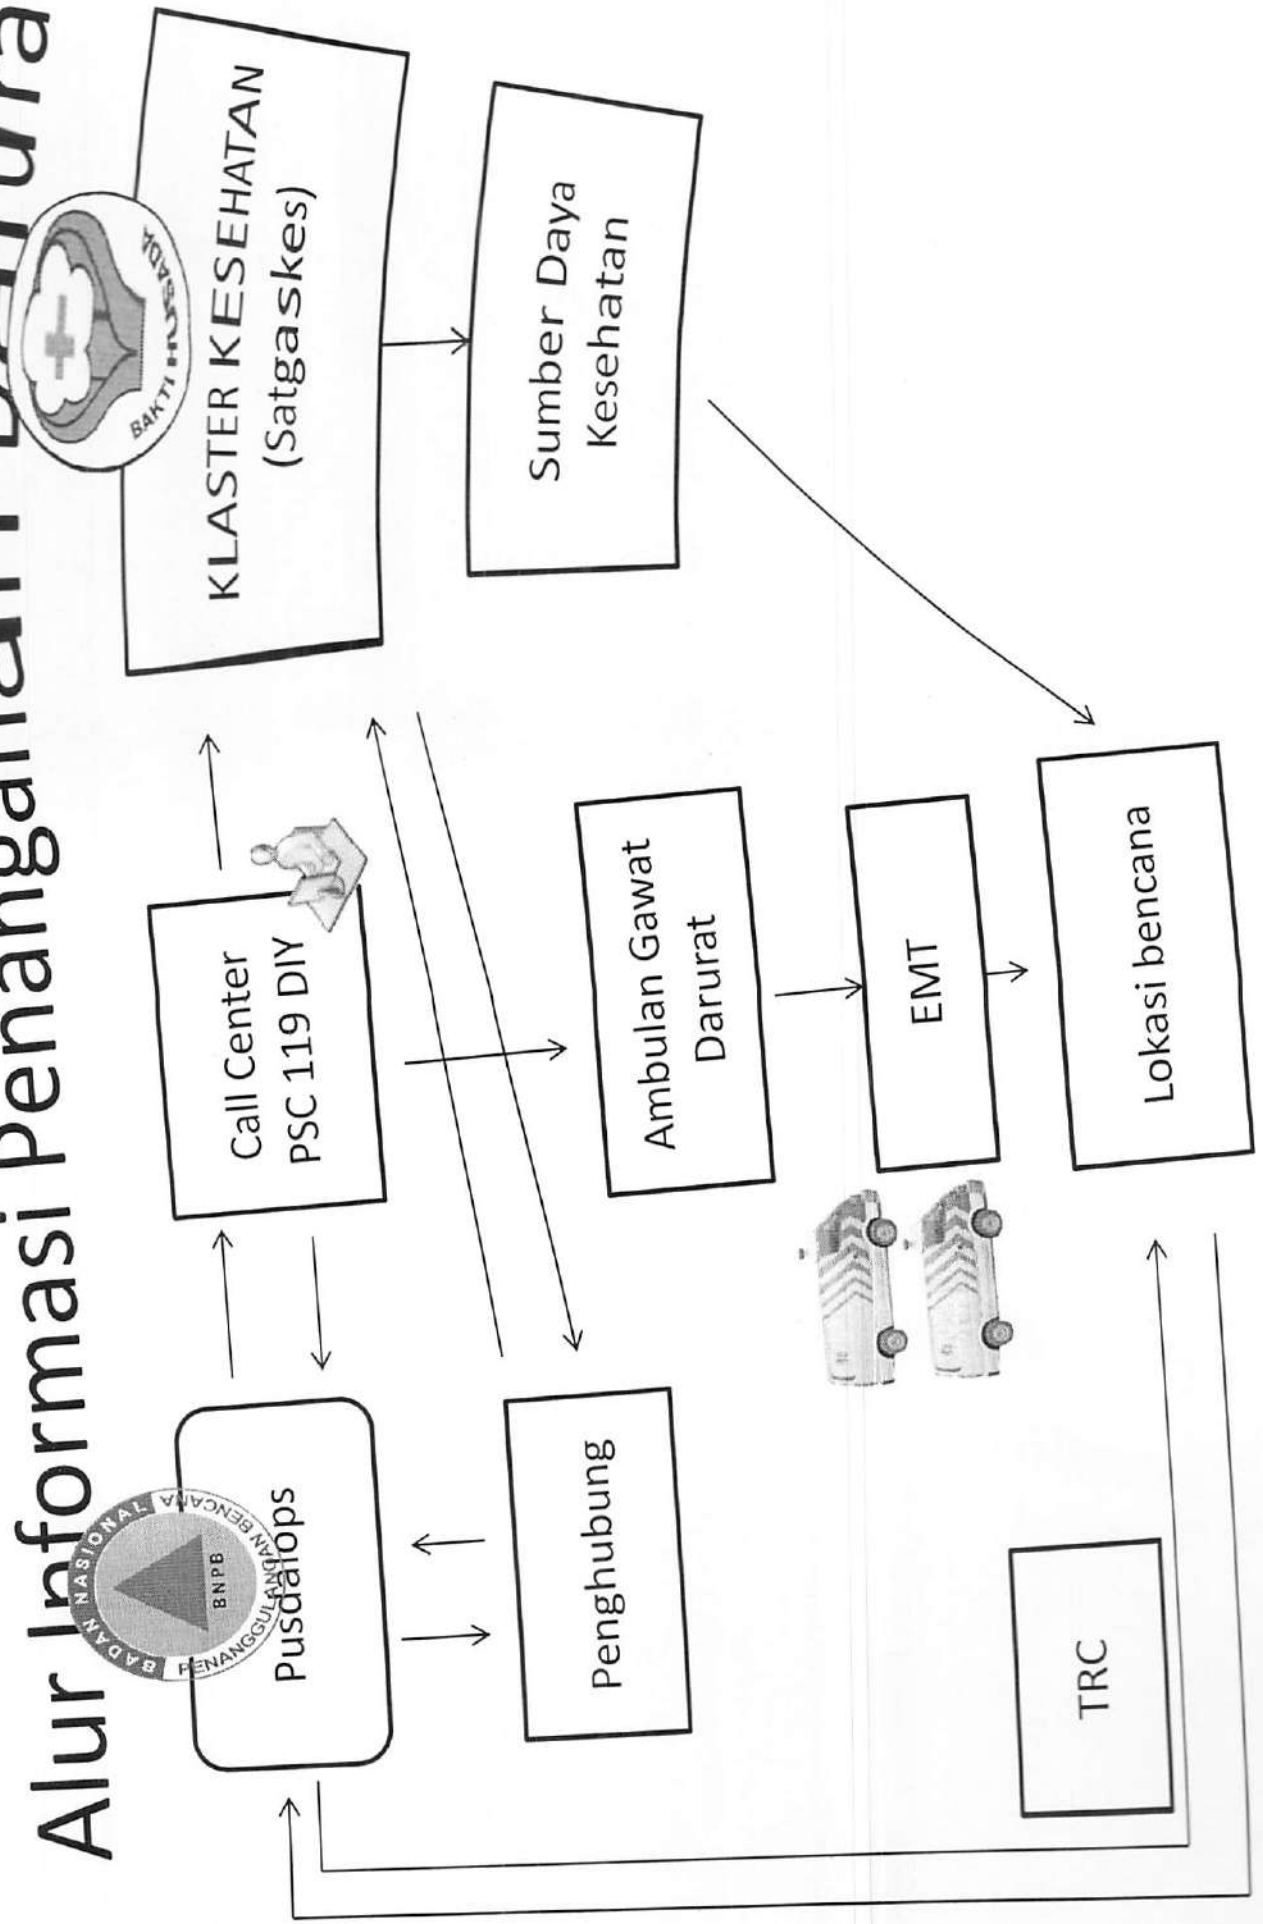 Alur Informasi Penanganan
BADAN NASIONAL
PENANGGULANGAN BENCANA
BNPB
Pusdalops
Call Center
PSC 119 DIY
BAKTI HUSADA
KLASTER KESEHATAN
(Satgaskes)
Penghubung
Ambulan Gawat
Darurat
Sumber Daya
Kesehatan
EMT
TRC
Lokasi bencana